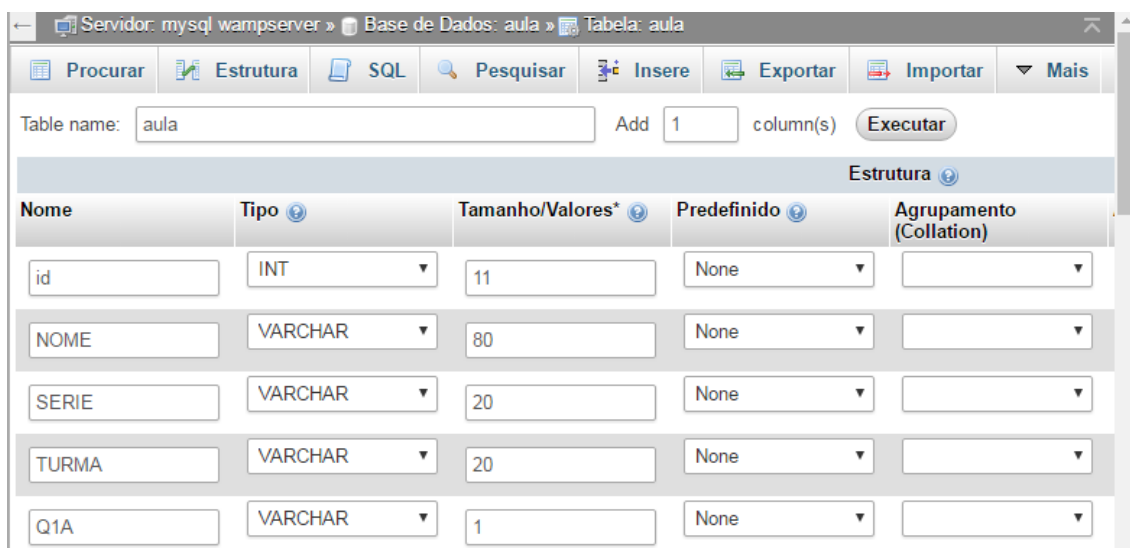 Servidor: mysql wampserver » Base de Dados: aula » Tabela: aula
Procurar Estrutura SQL Pesquisar Insere Exportar Importar Mais
Table name: aula Add 1 column(s) Executar
Estrutura
Nome Tipo Tamanho/Valores* Predefinido Agrupamento
(Collation)
id INT 11 None
NOME VARCHAR 80 None
SERIE VARCHAR 20 None
TURMA VARCHAR 20 None
Q1A VARCHAR 1 None